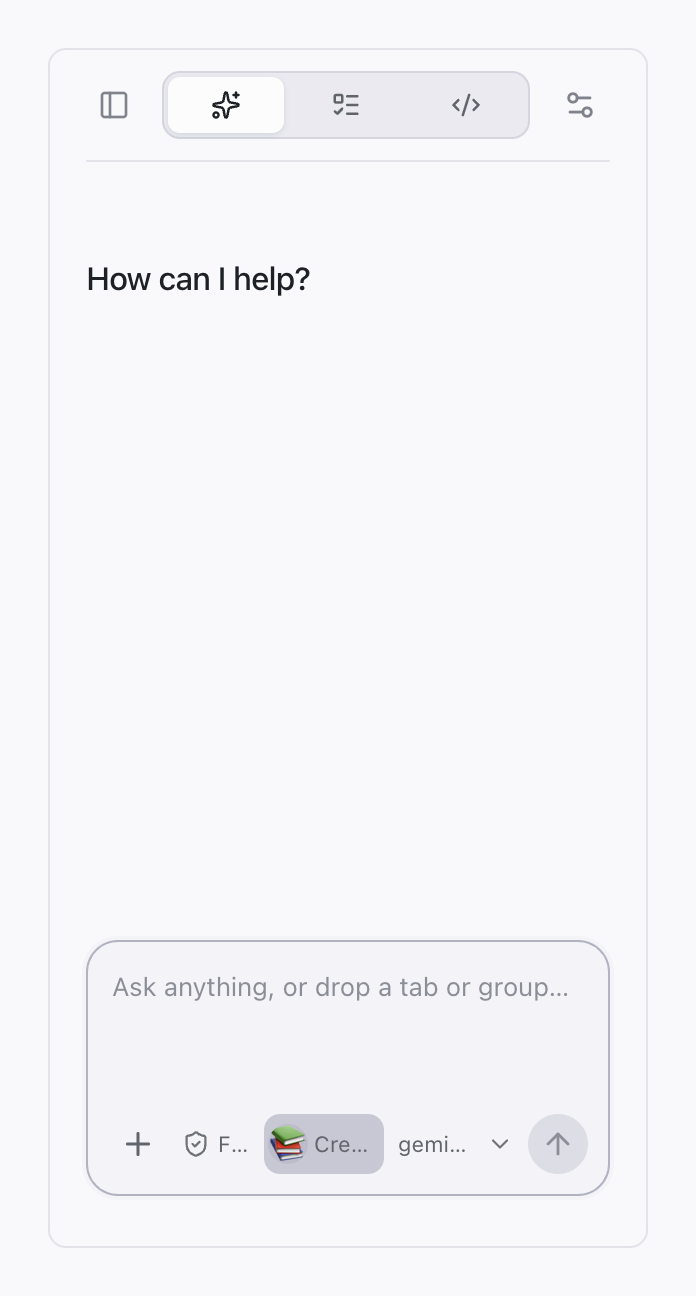 How can I help?
Ask anything, or drop a tab or group...
F... Cre... gemi...